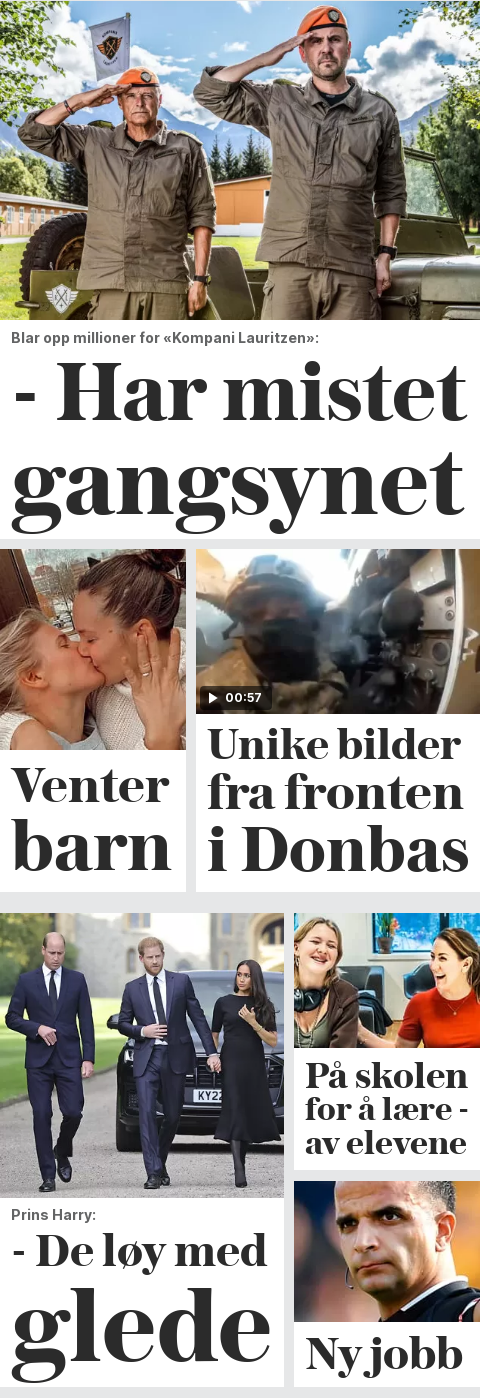 Blar opp millioner for «Kompani Lauritzen»:
- Har mistet
gangsynet
00:57
Venter
barn
Unike bilder
fra fronten
i Donbas
KY22
Prins Harry:
- De løy med
glede
På skolen
for å lære -
av elevene
Ny jobb